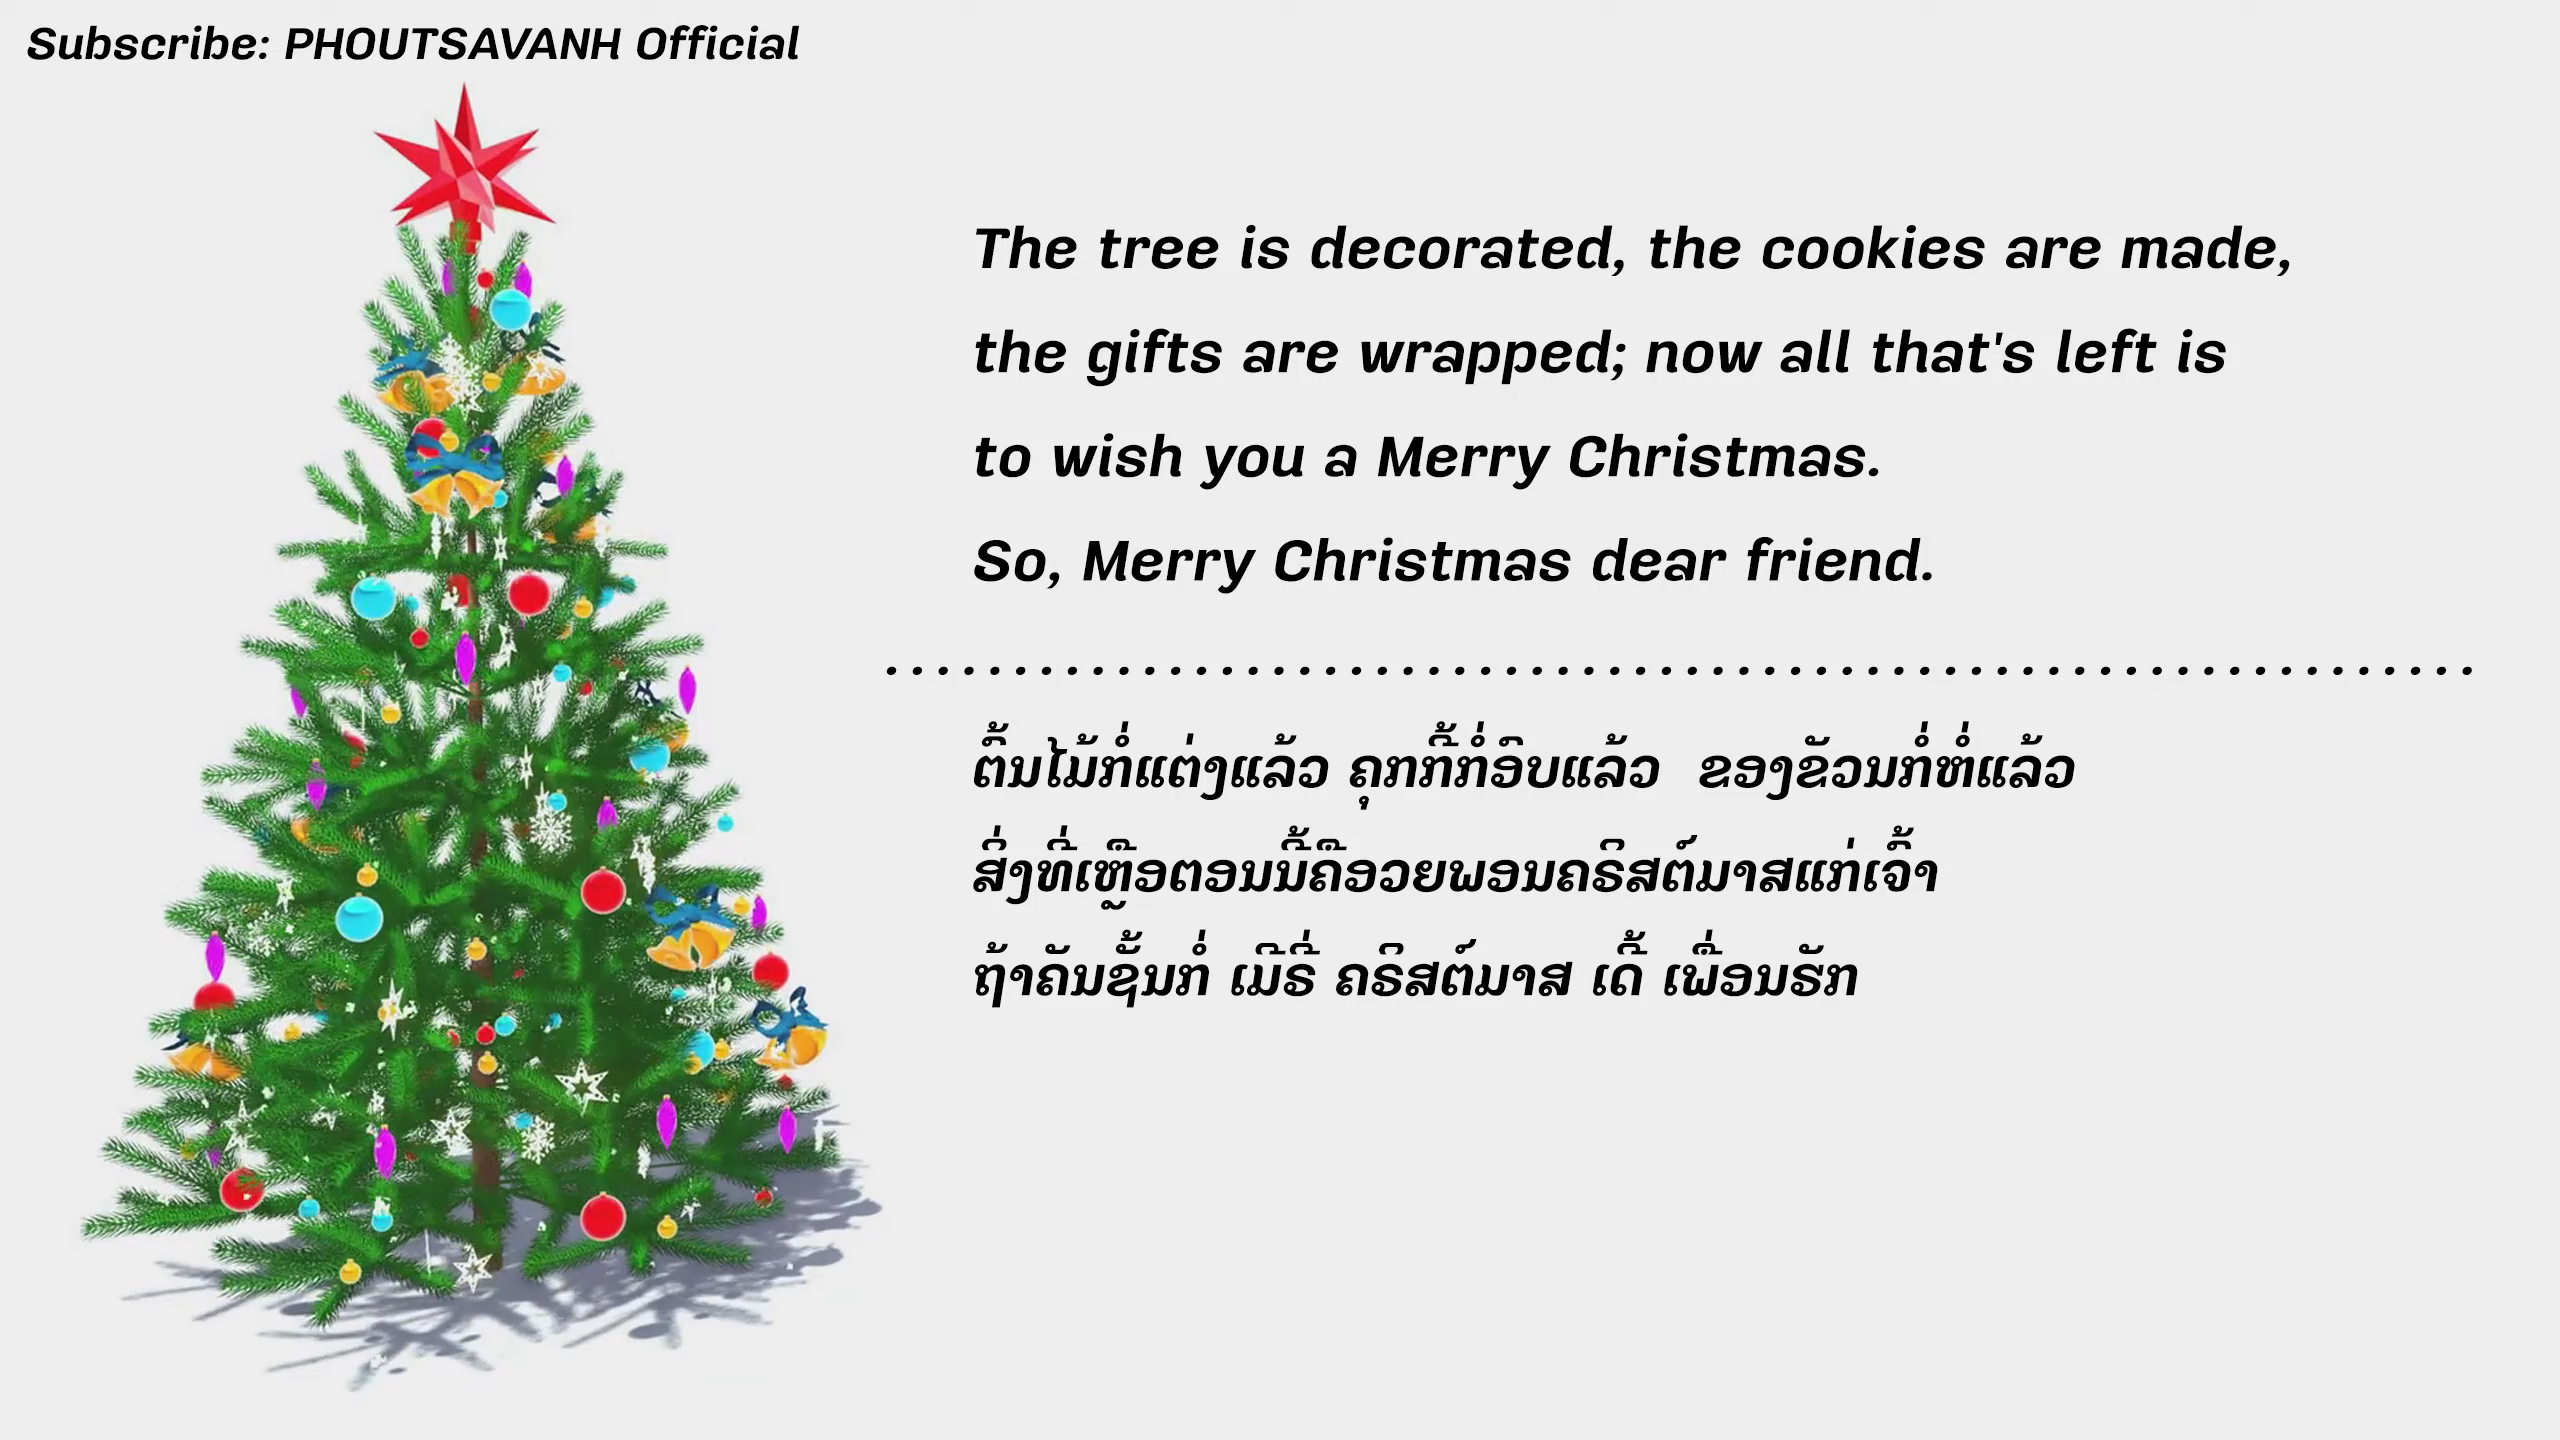 Subscribe: PHOUTSAVANH Official
The tree is decorated, the cookies are made,
the gifts are wrapped; now all that's left is
to wish you a Merry Christmas.
So, Merry Christmas dear friend.
ຕົ້ນໄມ້ກໍ່ແຕ່ງແລ້ວ ຄຸກກີ້ກໍ່ອົບແລ້ວ ຂອງຂັວນກໍ່ຫໍ່ແລ້ວ
ສິ່ງທີ່ເຫຼືອຕອນນີ້ຄືອວຍພອນຄຣິສຕ໌ມາສແກ່ເຈົ້າ
ຖ້າຄັນຊັ້ນກໍ່ ເມີຣີ່ ຄຣິສຕ໌ມາສ ເດີ້ ເພື່ອນຮັກ